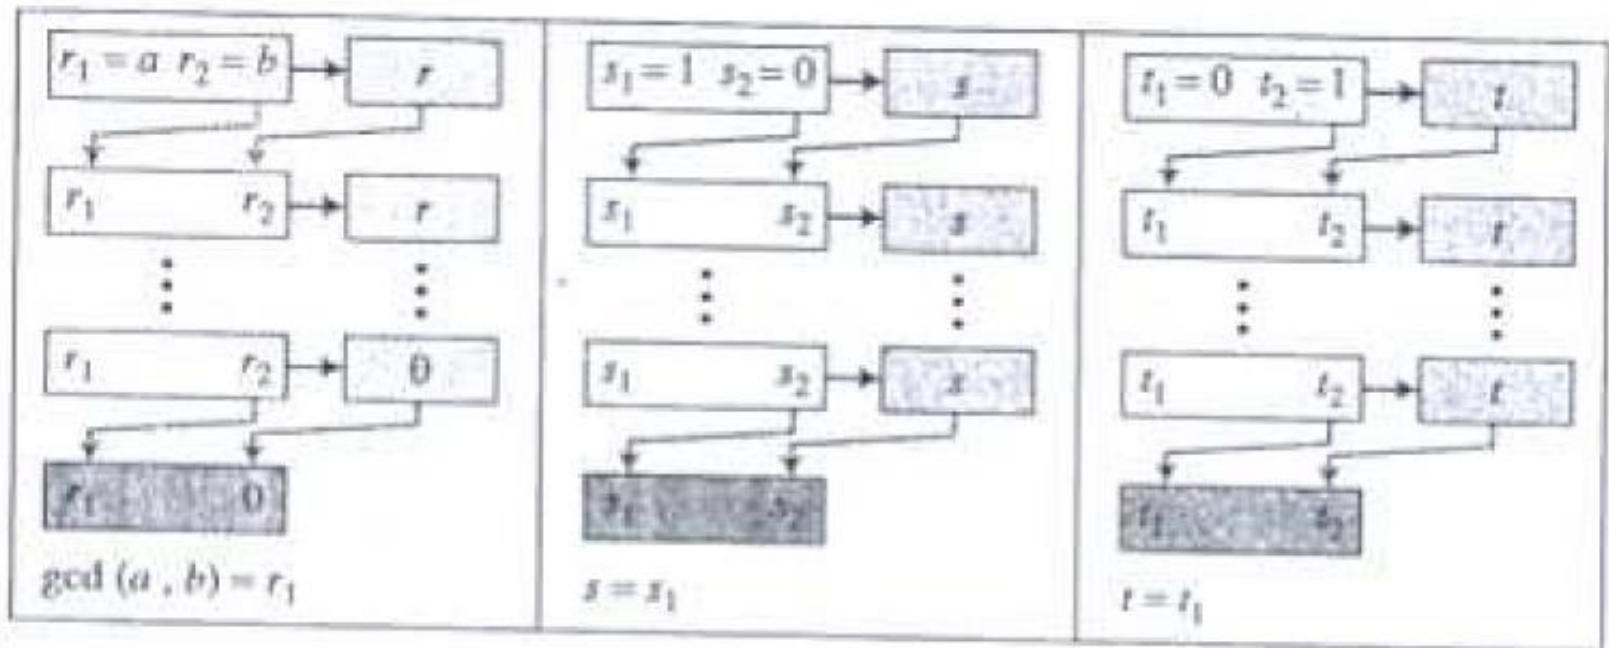 r₁ = a r₂ = b r
r₁ r₂ r
r₁ r₂ 0
r₁ 0
gcd (a , b) = r₁
s₁ = 1 s₂ = 0 s
s₁ s₂ s
s₁ s₂ s
s₁ s₂
s = s₁
t₁ = 0 t₂ = 1 t
t₁ t₂ t
t₁ t₂ t
t₁ t₂
t = t₁